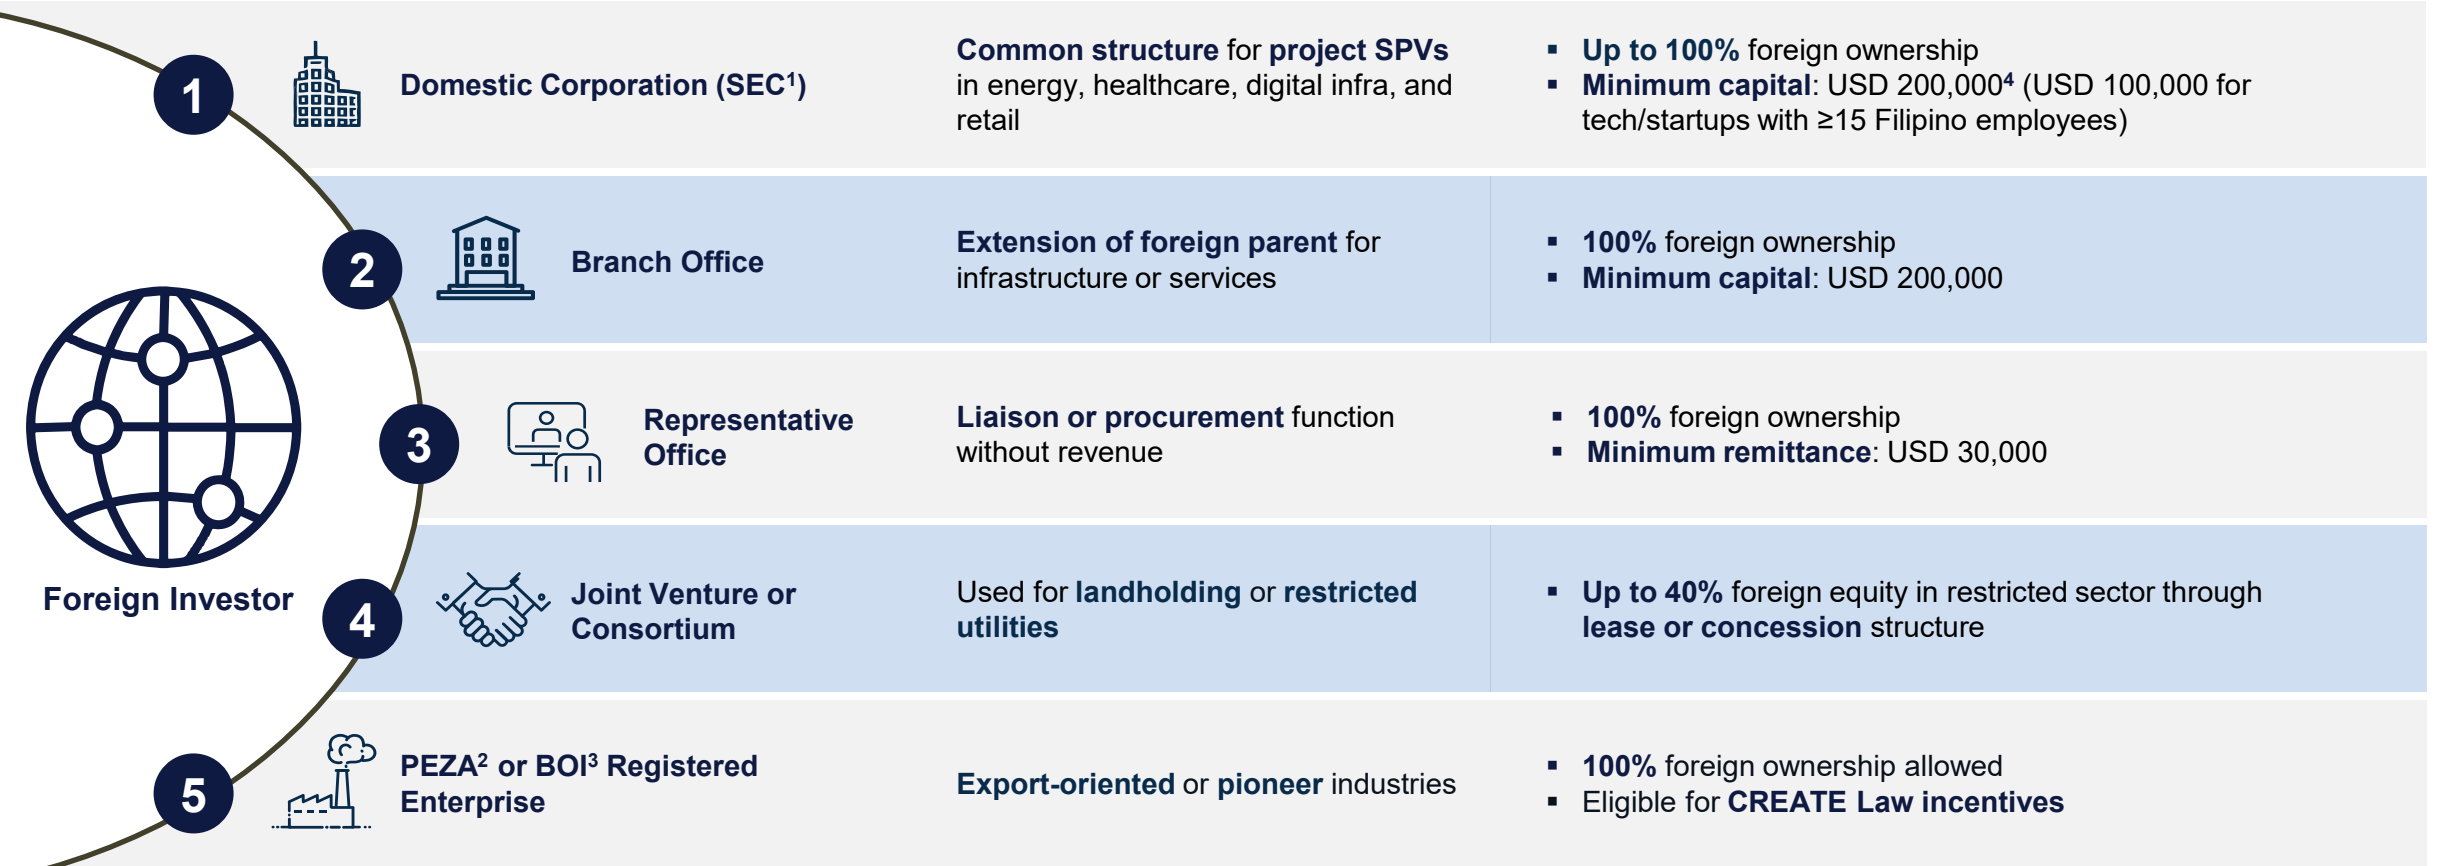 1
Domestic Corporation (SEC¹)
Common structure for project SPVs
in energy, healthcare, digital infra, and
retail
▪ Up to 100% foreign ownership
▪ Minimum capital: USD 200,000⁴ (USD 100,000 for
tech/startups with ≥15 Filipino employees)
2
Branch Office
Extension of foreign parent for
infrastructure or services
▪ 100% foreign ownership
▪ Minimum capital: USD 200,000
3
Representative
Office
Liaison or procurement function
without revenue
▪ 100% foreign ownership
▪ Minimum remittance: USD 30,000
Foreign Investor
4
Joint Venture or
Consortium
Used for landholding or restricted
utilities
▪ Up to 40% foreign equity in restricted sector through
lease or concession structure
5
PEZA² or BOI³ Registered
Enterprise
Export-oriented or pioneer industries
▪ 100% foreign ownership allowed
▪ Eligible for CREATE Law incentives